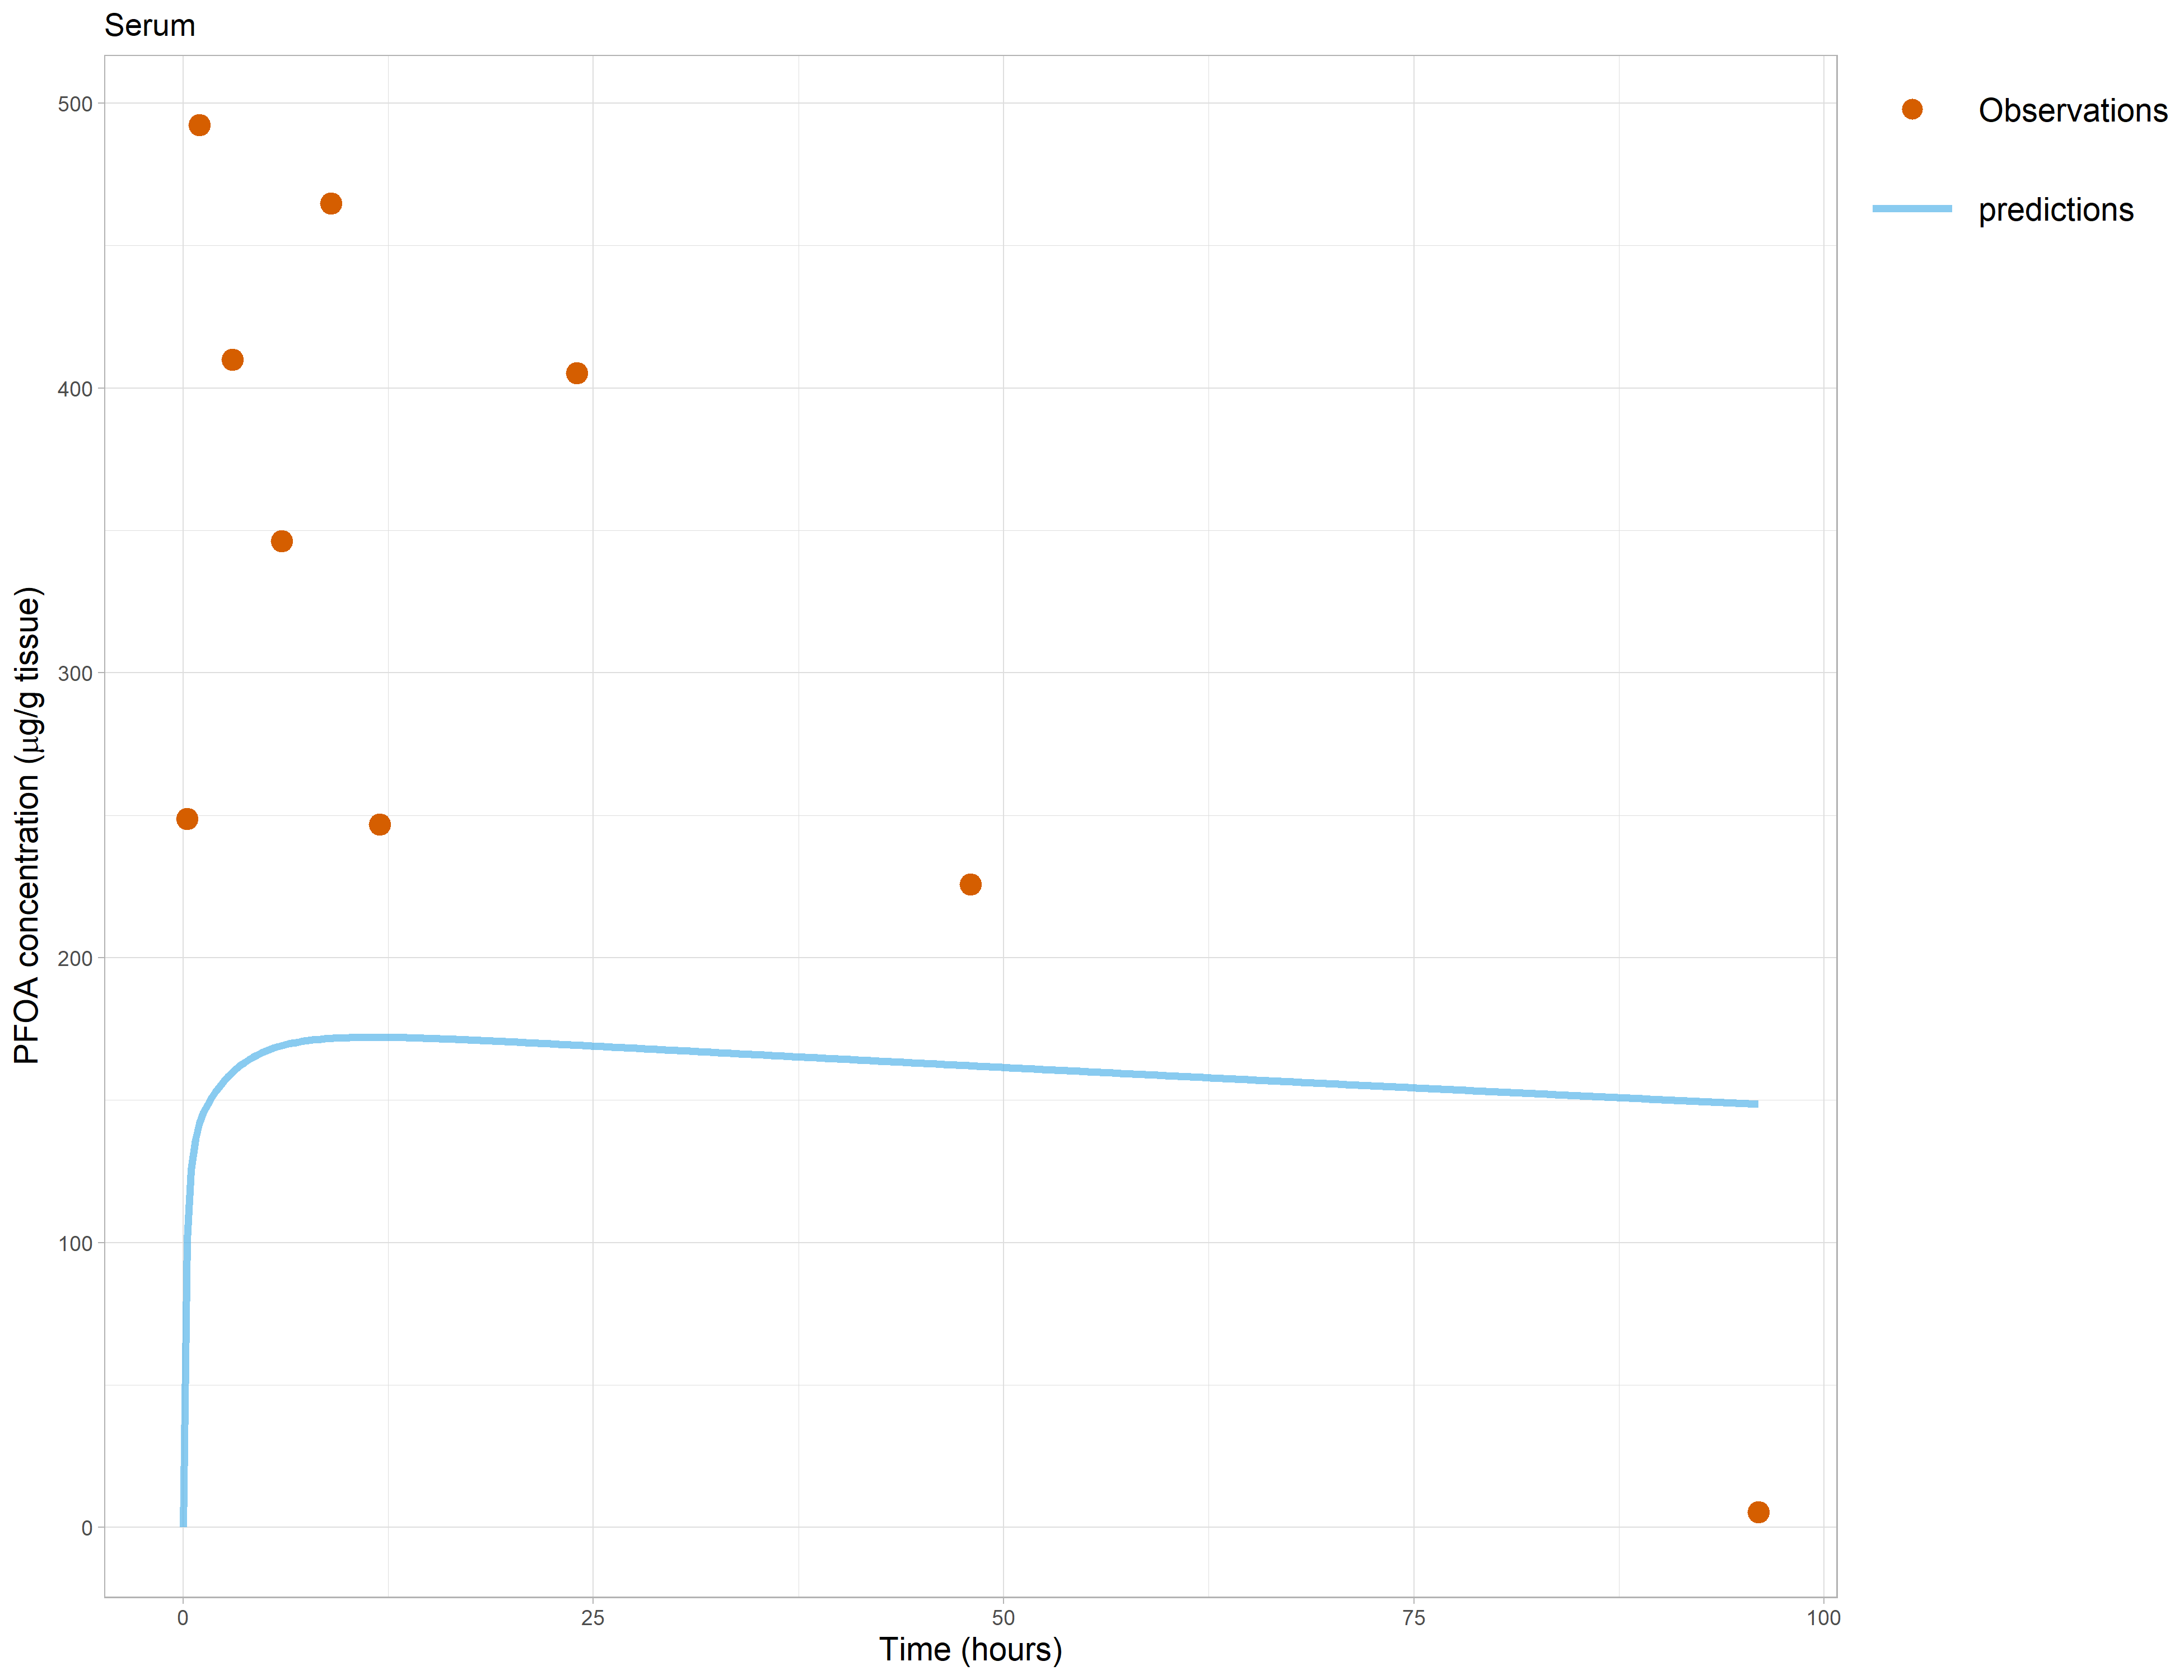 Serum
PFOA concentration (μg/g tissue)
500
400
300
200
100
0
0 25 50 75 100
Time (hours)
Observations
predictions